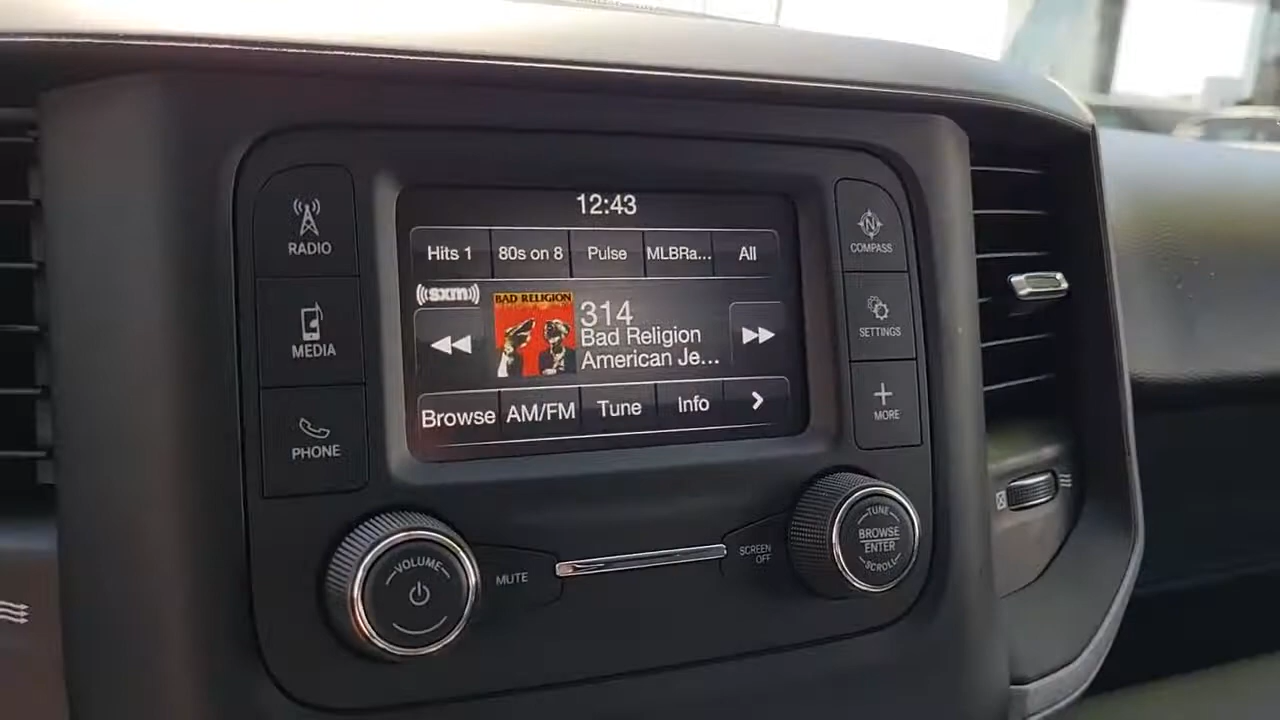 12:43
Hits 1 80s on 8 Pulse MLBRa... All
((sxm))
BAD RELIGION
314
Bad Religion
American Je...
Browse AM/FM Tune Info >
RADIO
MEDIA
PHONE
N
COMPASS
SETTINGS
+
MORE
VOLUME
MUTE
SCREEN
OFF
TUNE
BROWSE
ENTER
SCROLL